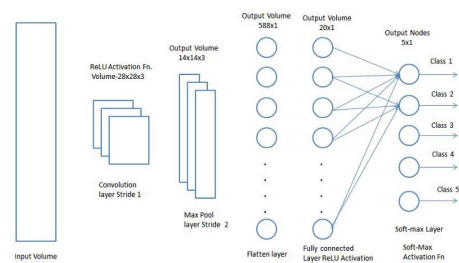 Output Volume
588x1
Output Volume
20x1
Output Nodes
5x1
Output Volume
14x14x3
ReLU Activation Fn.
Volume-28x28x3
Class 1
Class 2
Class 3
Class 4
Class 5
Convolution
layer Stride 1
Max Pool
layer Stride 2
Input Volume
Flatten layer
Fully connected
Layer ReLU Activation
Soft-max Layer
Soft-Max
Activation Fn